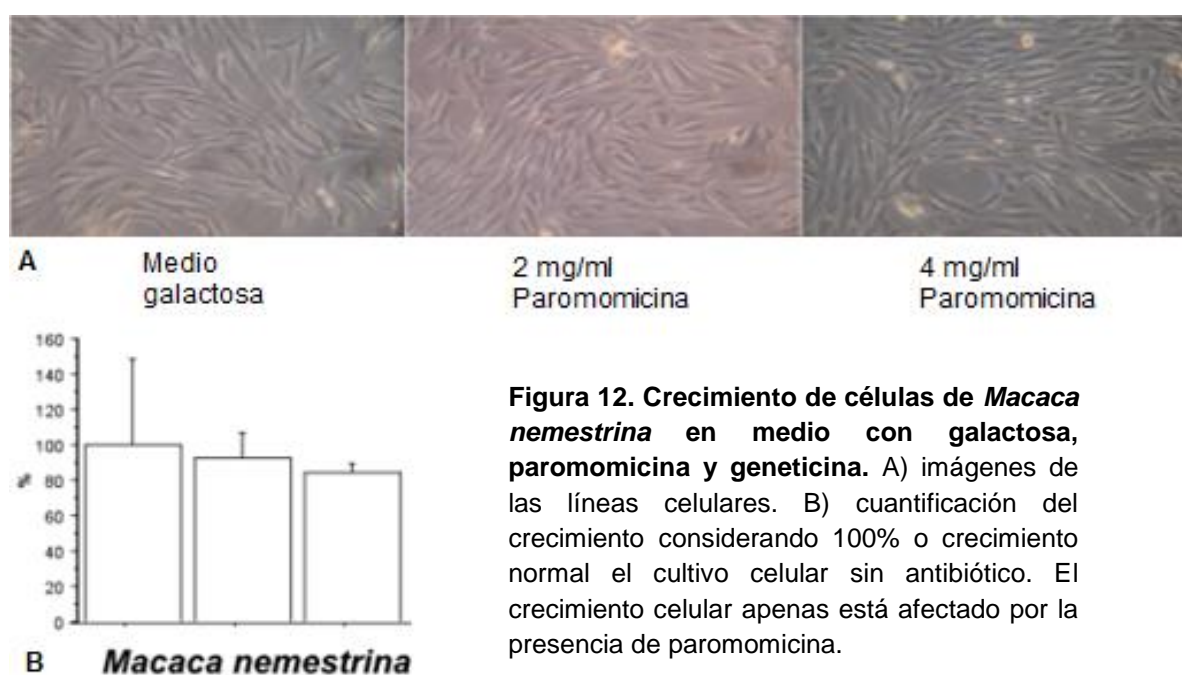 A
Medio
galactosa
2 mg/ml
Paromomicina
4 mg/ml
Paromomicina
160
140
120
100
80
60
40
20
0
%
B
Macaca nemestrina
Figura 12. Crecimiento de células de Macaca
nemestrina en medio con galactosa,
paromomicina y geneticina. A) imágenes de
las líneas celulares. B) cuantificación del
crecimiento considerando 100% o crecimiento
normal el cultivo celular sin antibiótico. El
crecimiento celular apenas está afectado por la
presencia de paromomicina.